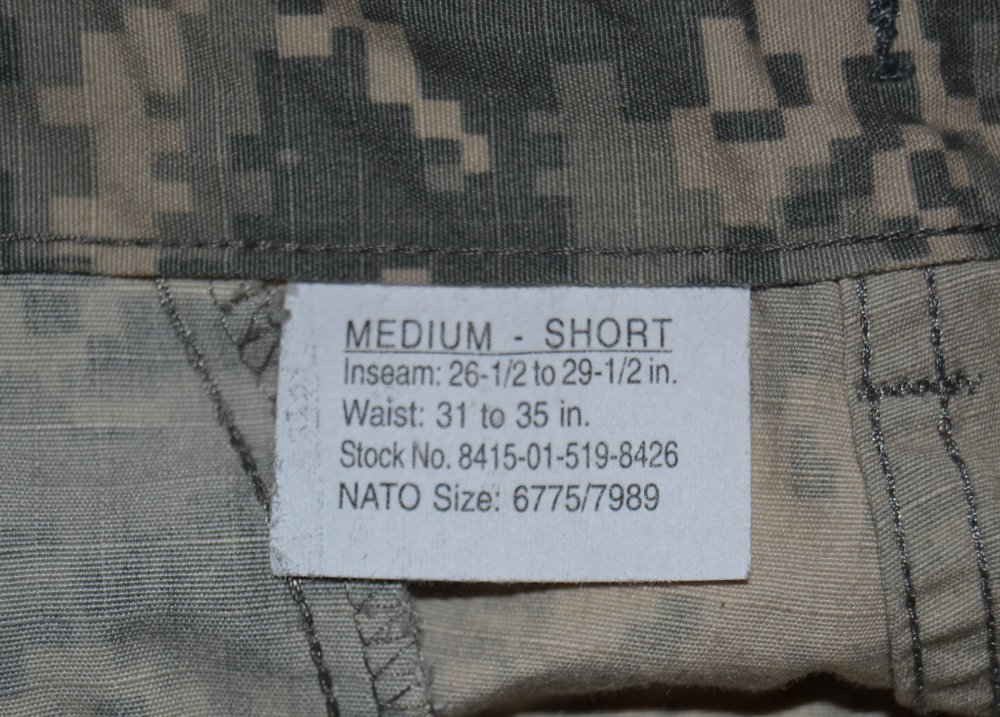 MEDIUM - SHORT
Inseam: 26-1/2 to 29-1/2 in.
Waist: 31 to 35 in.
Stock No. 8415-01-519-8426
NATO Size: 6775/7989